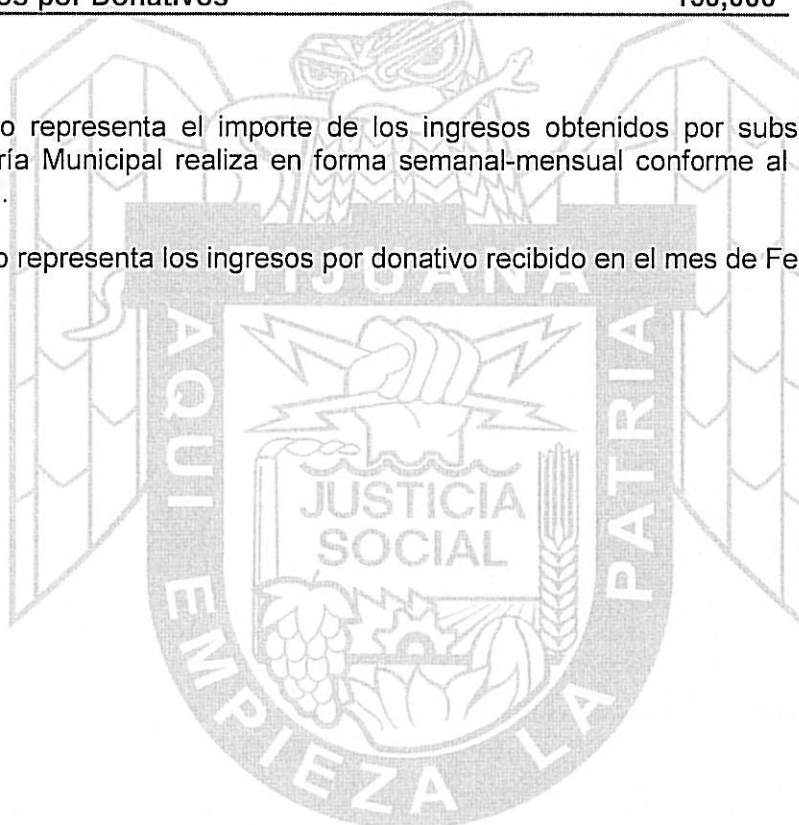 por Donativos
o representa el importe de los ingresos obtenidos por subs
ría Municipal realiza en forma semanal-mensual conforme al
.
o representa los ingresos por donativo recibido en el mes de Fe
TIJUANA
AQUI EMPIEZA LA PATRIA
JUSTICIA
SOCIAL